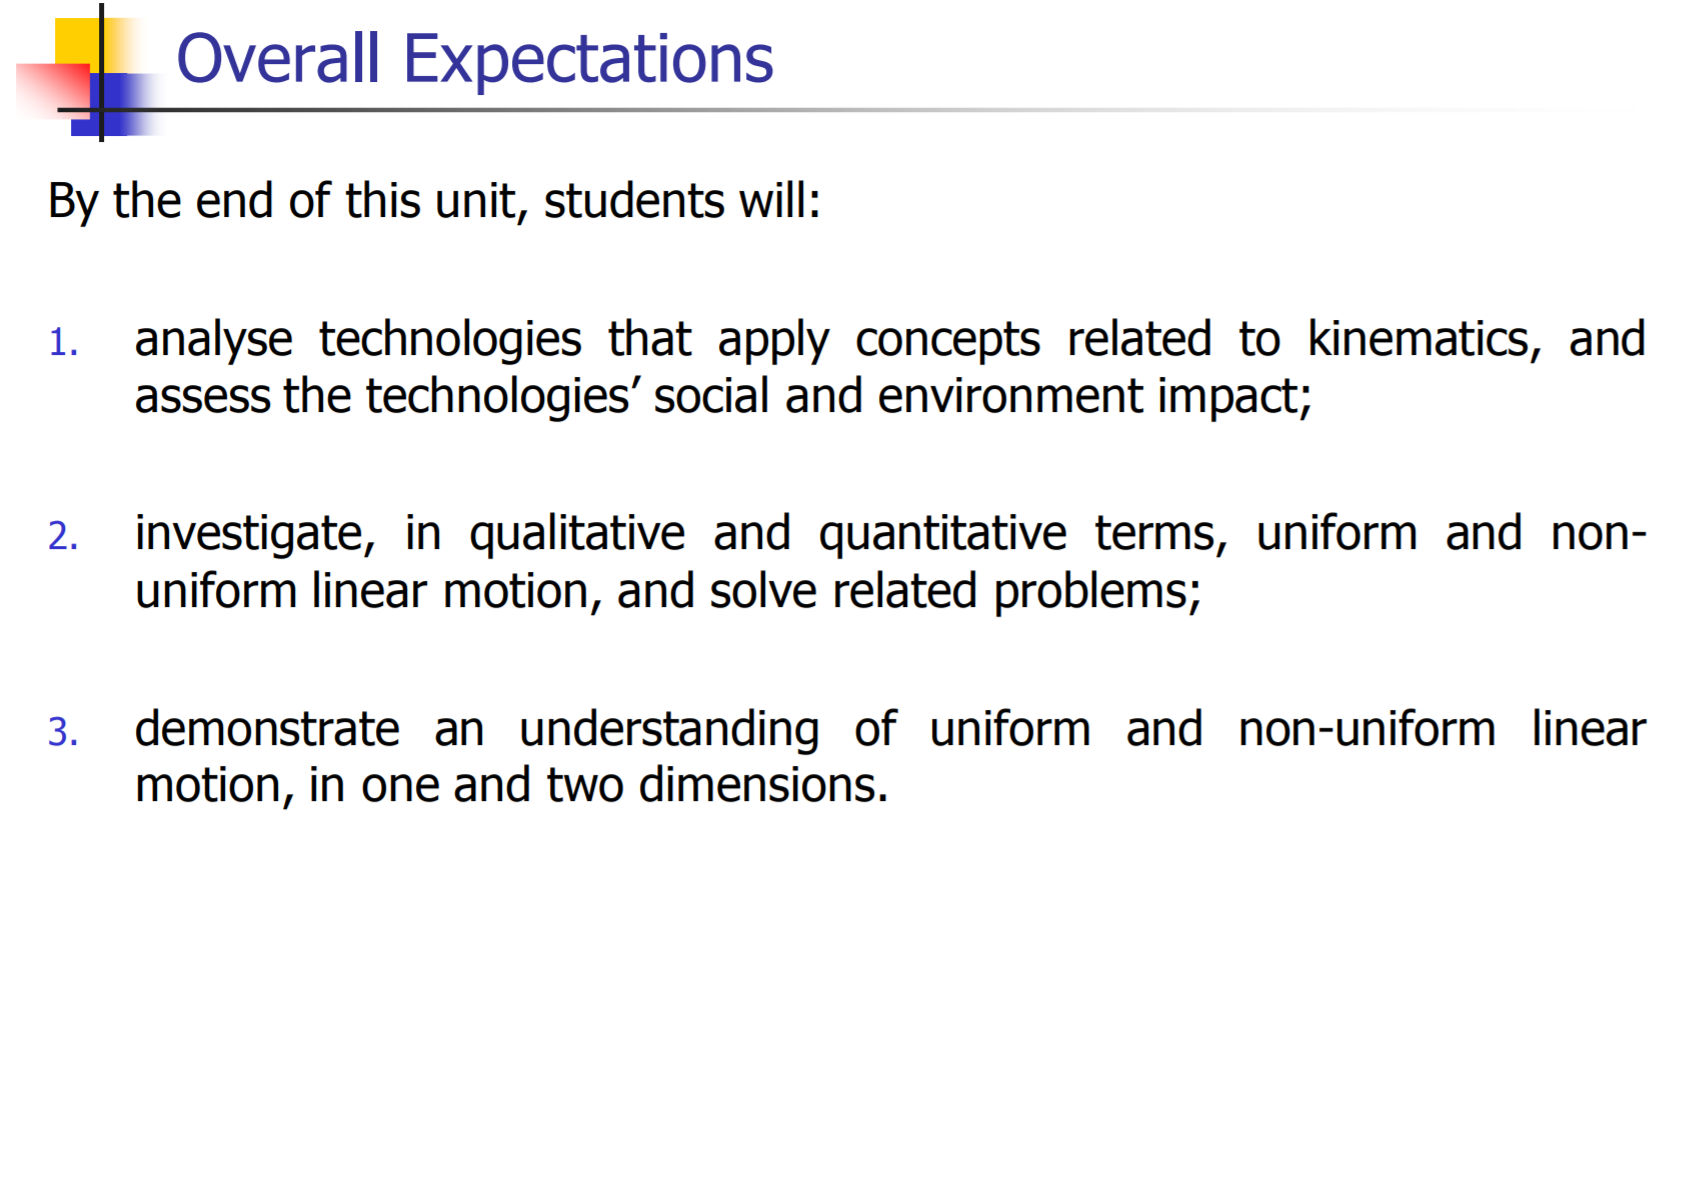 Overall Expectations
By the end of this unit, students will:
1. analyse technologies that apply concepts related to kinematics, and
assess the technologies’ social and environment impact;
2. investigate, in qualitative and quantitative terms, uniform and non-
uniform linear motion, and solve related problems;
3. demonstrate an understanding of uniform and non-uniform linear
motion, in one and two dimensions.